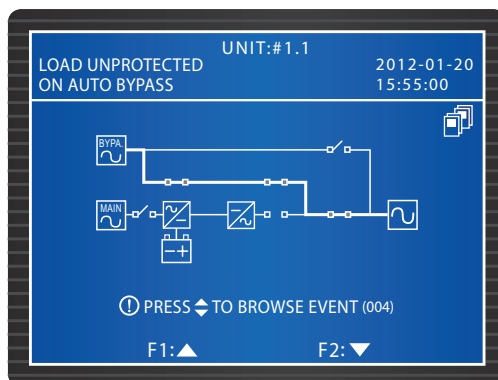 UNIT:#1.1
LOAD UNPROTECTED
ON AUTO BYPASS
2012-01-20
15:55:00
BYPA.
MAIN
PRESS TO BROWSE EVENT (004)
F1: F2: